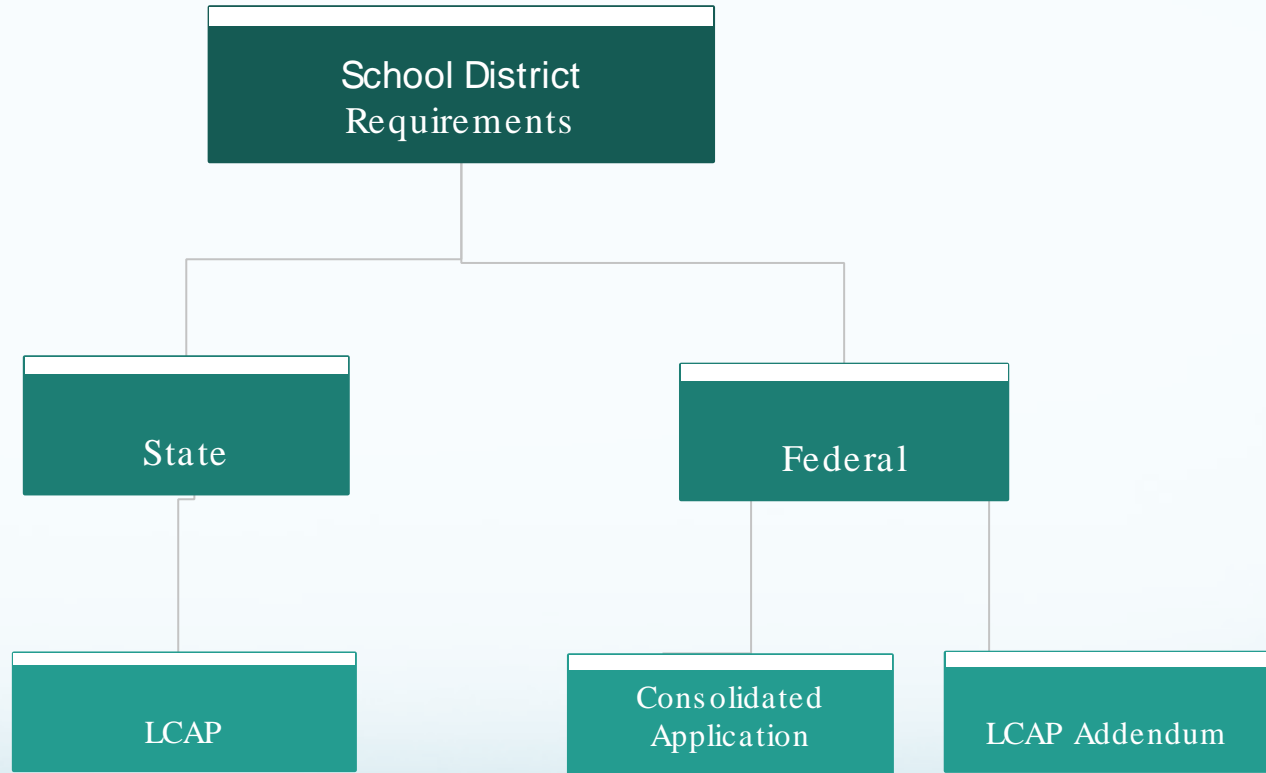 School District
Requirements
State
Federal
LCAP
Consolidated
Application
LCAP Addendum